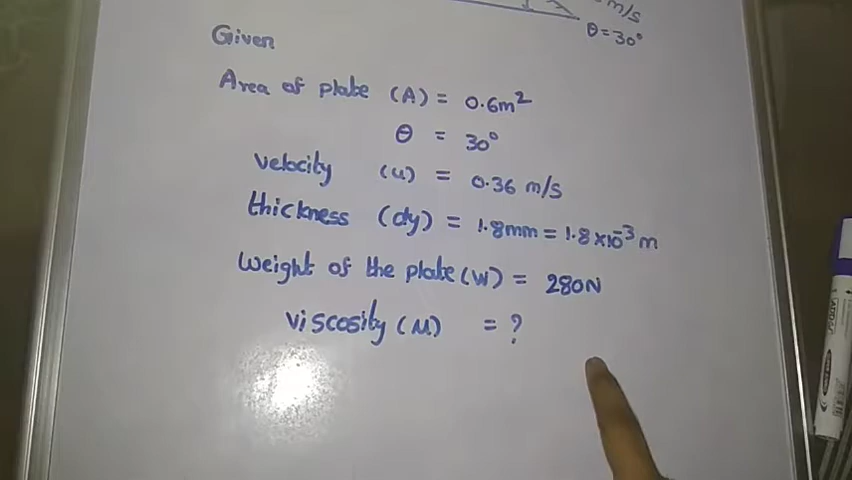 m/s
θ = 30°
Given
Area of plate (A) = 0.6m²
θ = 30°
velocity (u) = 0.36 m/s
thickness (dy) = 1.8mm = 1.8×10⁻³ m
Weight of the plate (W) = 280N
viscosity (μ) = ?